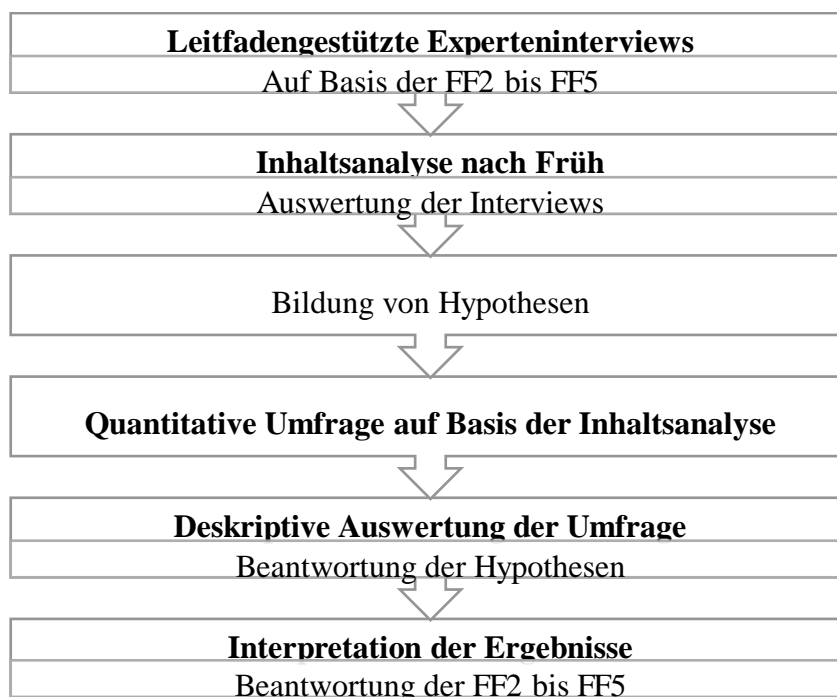 Leitfadengestützte Experteninterviews
Auf Basis der FF2 bis FF5
Inhaltsanalyse nach Früh
Auswertung der Interviews
Bildung von Hypothesen
Quantitative Umfrage auf Basis der Inhaltsanalyse
Deskriptive Auswertung der Umfrage
Beantwortung der Hypothesen
Interpretation der Ergebnisse
Beantwortung der FF2 bis FF5